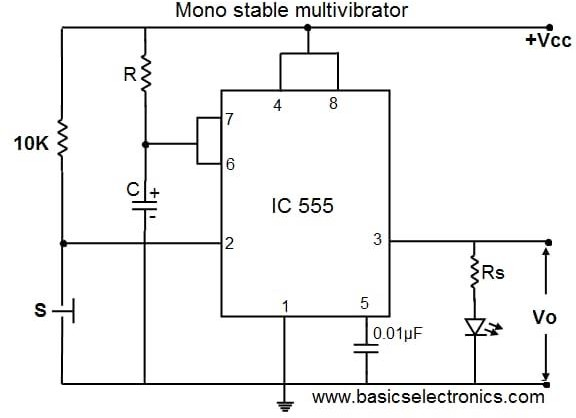 Mono stable multivibrator
+Vcc
R
4 8
7
10K
6
C +
-
IC 555
2
3
Rs
S
1 5
0.01µF
Vo
www.basicselectronics.com